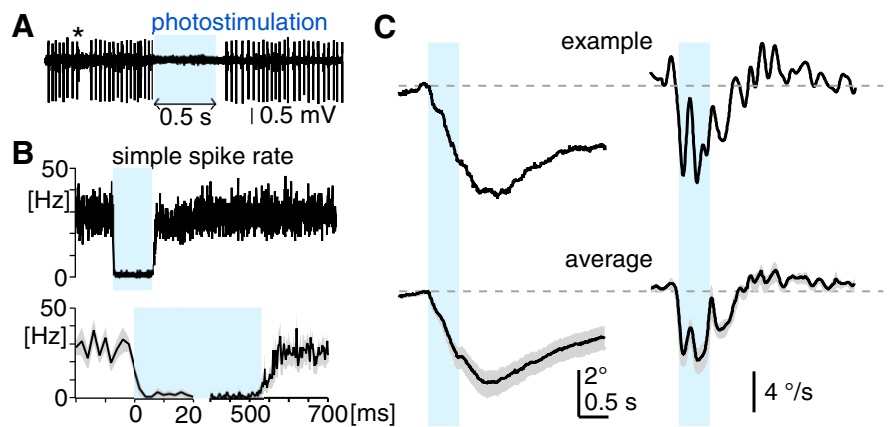 A
photostimulation
*
0.5 s
0.5 mV
B
simple spike rate
50
[Hz]
0
50
[Hz]
0
0 20 500 700 [ms]
C
example
average
2°
0.5 s
4 °/s